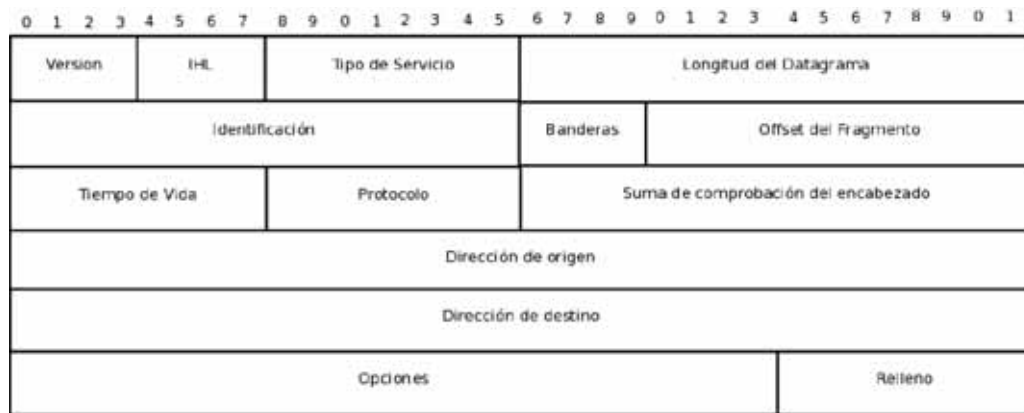 0 1 2 3 4 5 6 7 8 9 0 1 2 3 4 5 6 7 8 9 0 1 2 3 4 5 6 7 8 9 0 1
Version IHL Tipo de Servicio Longitud del Datagrama
Identificación Banderas Offset del Fragmento
Tiempo de Vida Protocolo Suma de comprobación del encabezado
Dirección de origen
Dirección de destino
Opciones Relleno